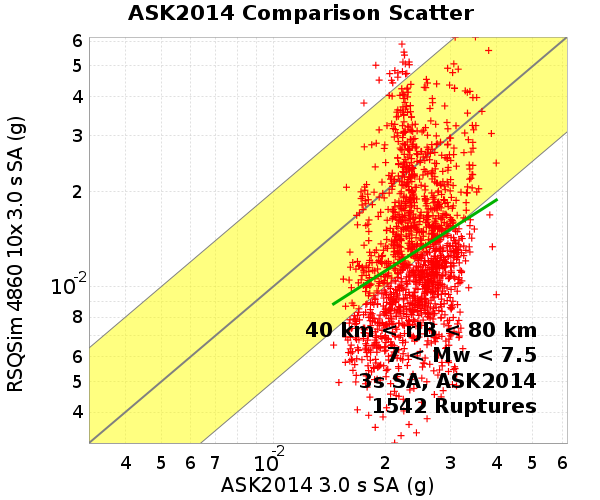 ASK2014 Comparison Scatter
RSQSim 4860 10x 3.0 s SA (g)
6
5
4
3
2
10-2
8
6
5
4
40 km < rJB < 80 km
7 < Mw < 7.5
3s SA, ASK2014
1542 Ruptures
4 5 6 7 10-2 2 3 4 5 6
ASK2014 3.0 s SA (g)